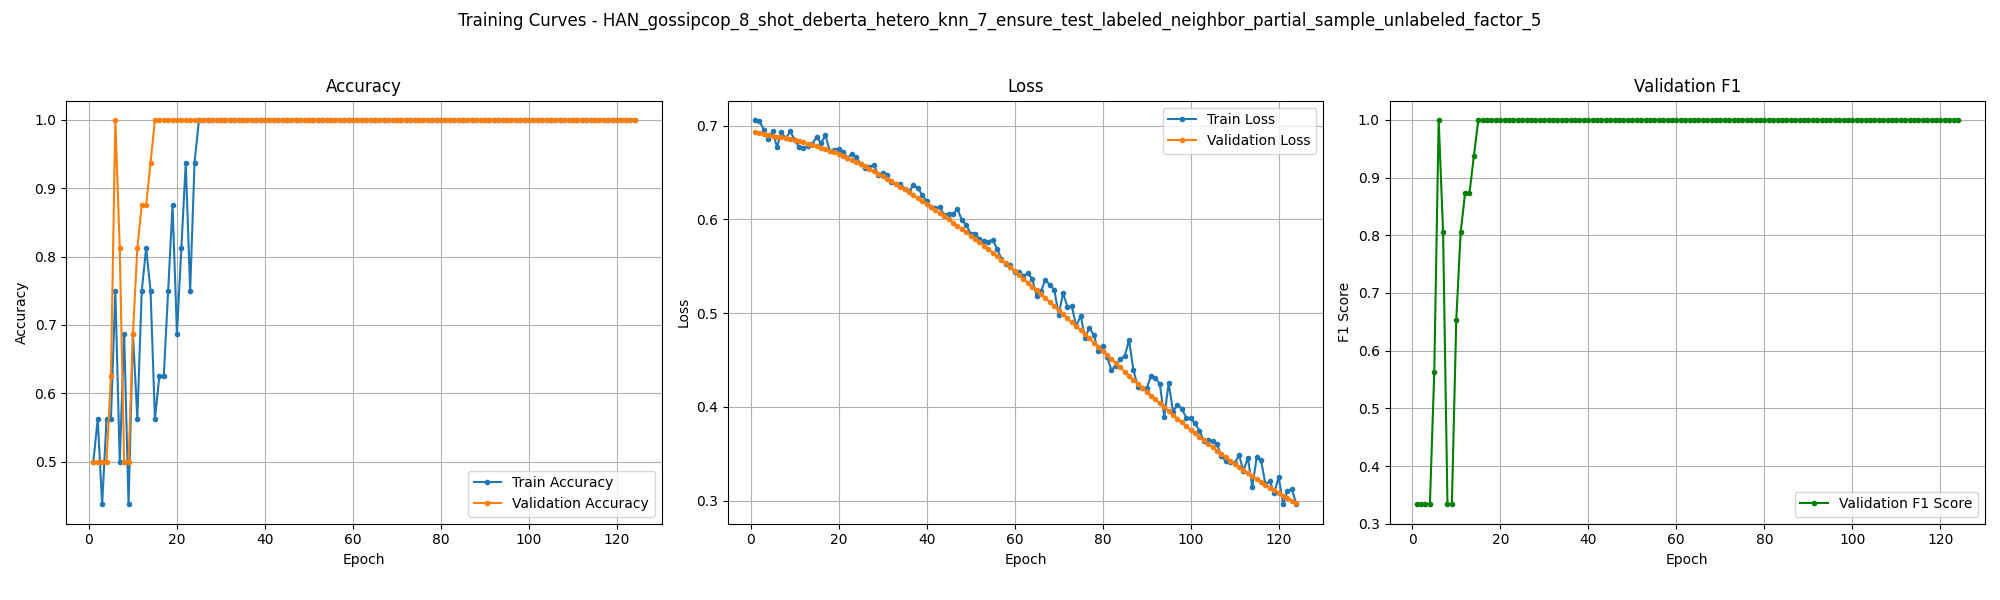 Training Curves - HAN_gossipcop_8_shot_deberta_hetero_knn_7_ensure_test_labeled_neighbor_partial_sample_unlabeled_factor_5
Accuracy
1.0
0.9
0.8
0.7
0.6
0.5
Accuracy
0
20
40
60
80
100
120
Epoch
Train Accuracy
Validation Accuracy
Loss
0.7
0.6
0.5
0.4
0.3
Loss
0
20
40
60
80
100
120
Epoch
Train Loss
Validation Loss
Validation F1
1.0
0.9
0.8
0.7
0.6
0.5
0.4
0.3
F1 Score
0
20
40
60
80
100
120
Epoch
Validation F1 Score